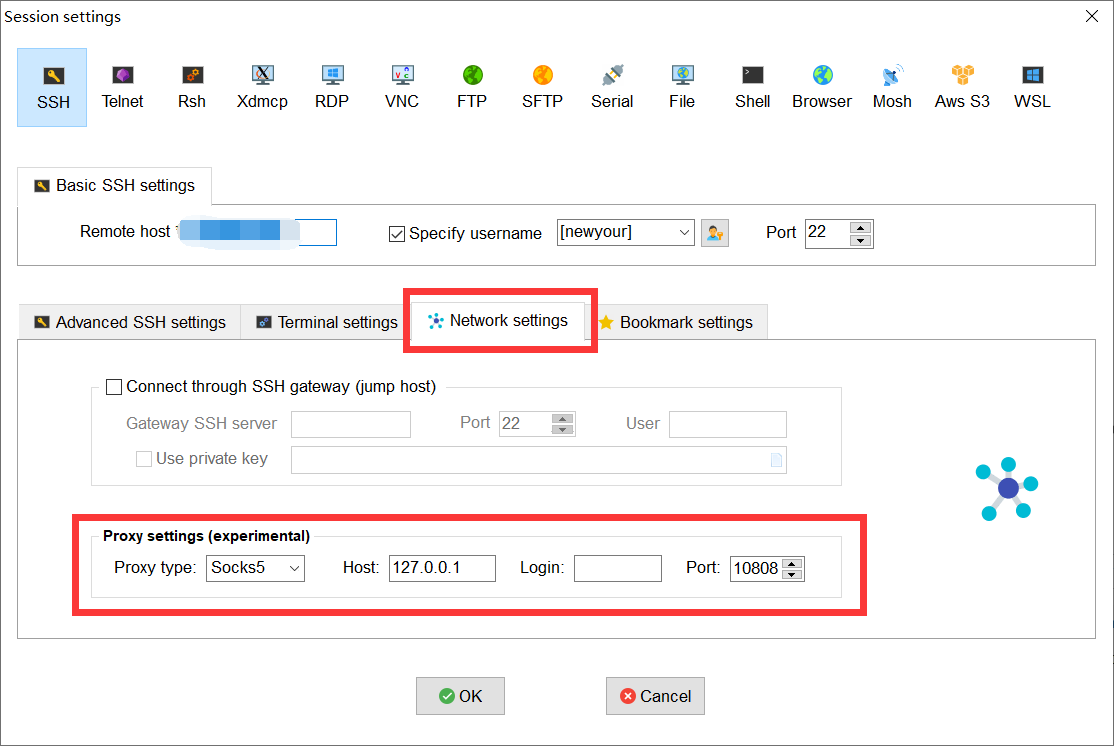 Session settings
SSH Telnet Rsh Xdmcp RDP VNC FTP SFTP Serial File Shell Browser Mosh Aws S3 WSL
Basic SSH settings
Remote host * Specify username [newyour] Port 22
Advanced SSH settings Terminal settings Network settings Bookmark settings
Connect through SSH gateway (jump host)
Gateway SSH server Port 22 User
Use private key
Proxy settings (experimental)
Proxy type: Socks5 Host: 127.0.0.1 Login: Port: 10808
OK Cancel